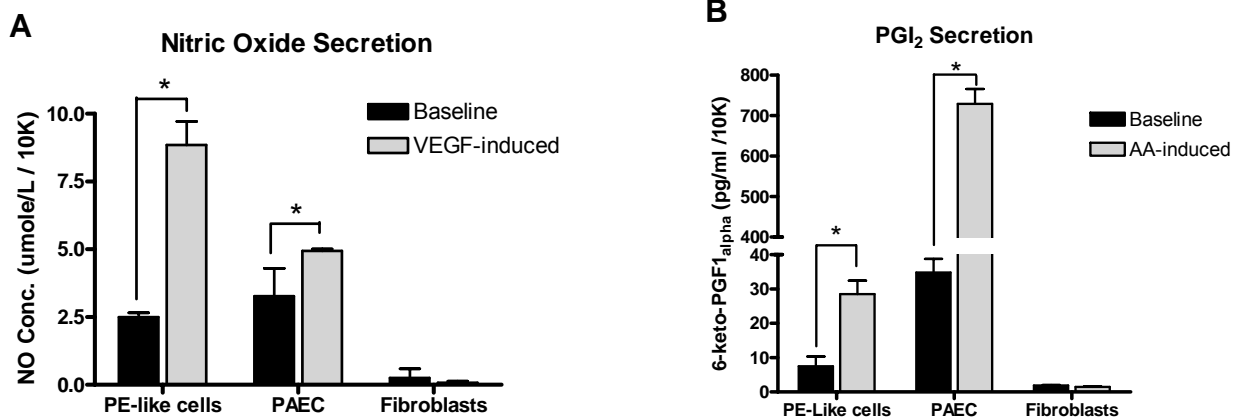 A
Nitric Oxide Secretion
*
*
Baseline
VEGF-induced
NO Conc. (umole/L / 10K)
10.0
7.5
5.0
2.5
0.0
PE-like cells
PAEC
Fibroblasts
B
PGI₂ Secretion
*
*
Baseline
AA-induced
6-keto-PGF1alpha (pg/ml /10K)
800
700
600
500
400
40
30
20
10
0
PE-Like cells
PAEC
Fibroblasts